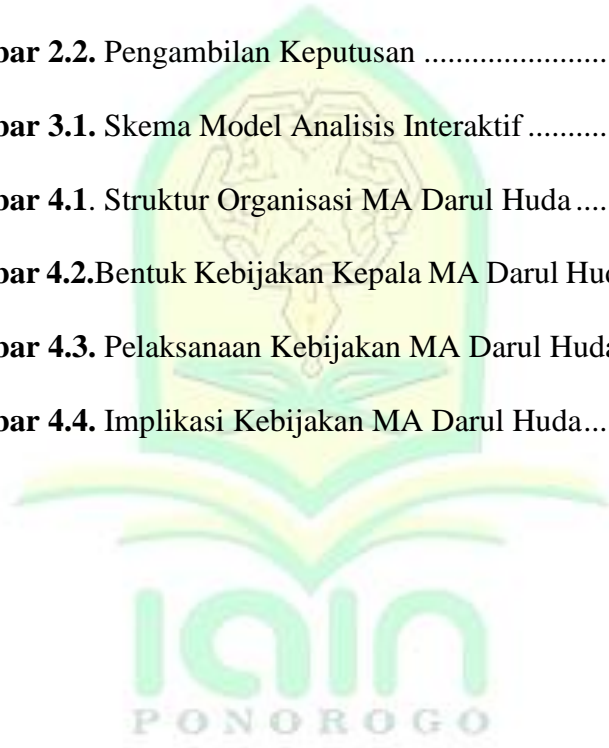 bar 2.2. Pengambilan Keputusan .....................
bar 3.1. Skema Model Analisis Interaktif ..........
bar 4.1. Struktur Organisasi MA Darul Huda ....
bar 4.2.Bentuk Kebijakan Kepala MA Darul Hud
bar 4.3. Pelaksanaan Kebijakan MA Darul Huda
bar 4.4. Implikasi Kebijakan MA Darul Huda...
iain
PONOROGO